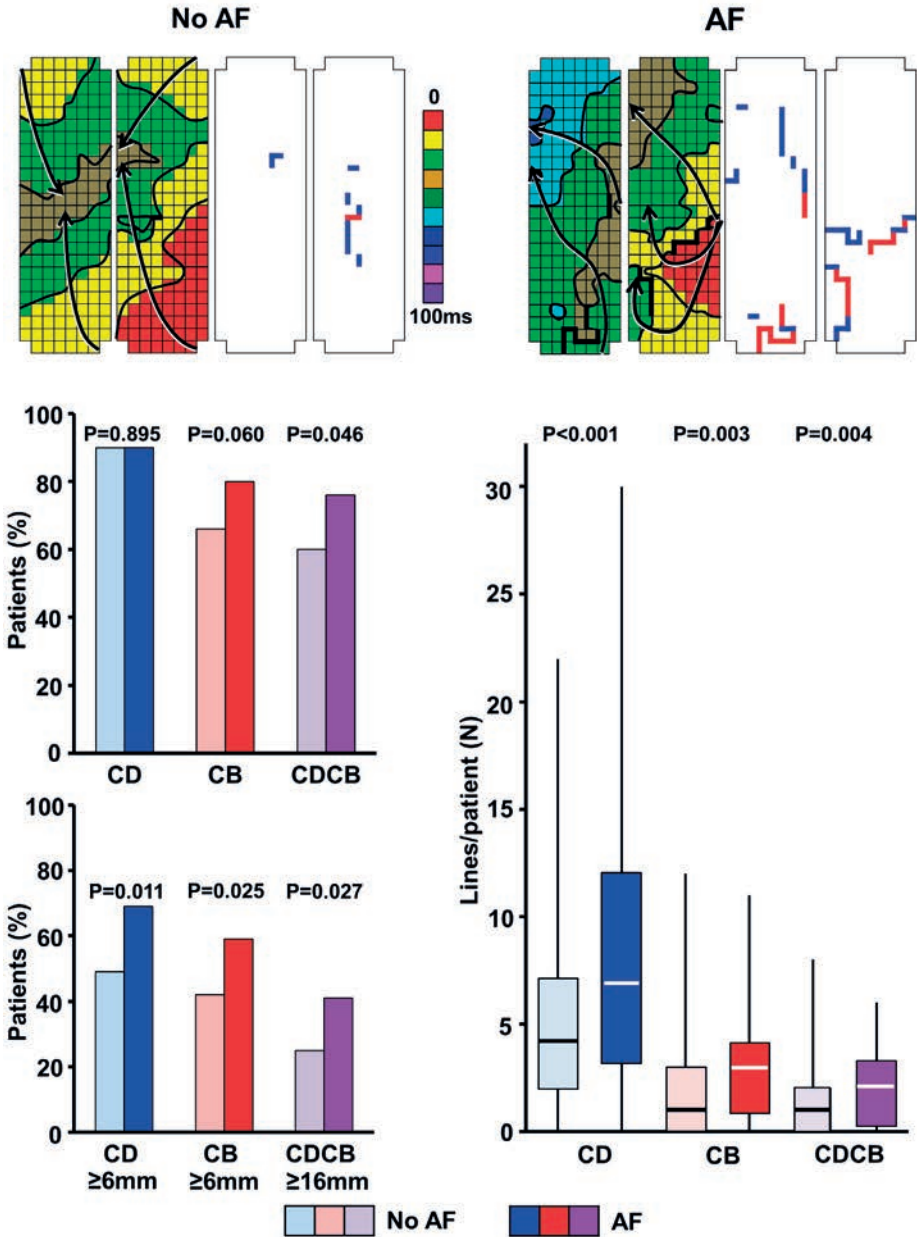 No AF
AF
0
100ms
100
80
60
40
20
0
Patients (%)
P=0.895 P=0.060 P=0.046
CD CB CDCB
100
80
60
40
20
0
Patients (%)
P=0.011 P=0.025 P=0.027
CD CB CDCB
≥6mm ≥6mm ≥16mm
P<0.001 P=0.003 P=0.004
30
25
20
15
10
5
0
Lines/patient (N)
CD CB CDCB
No AF
AF